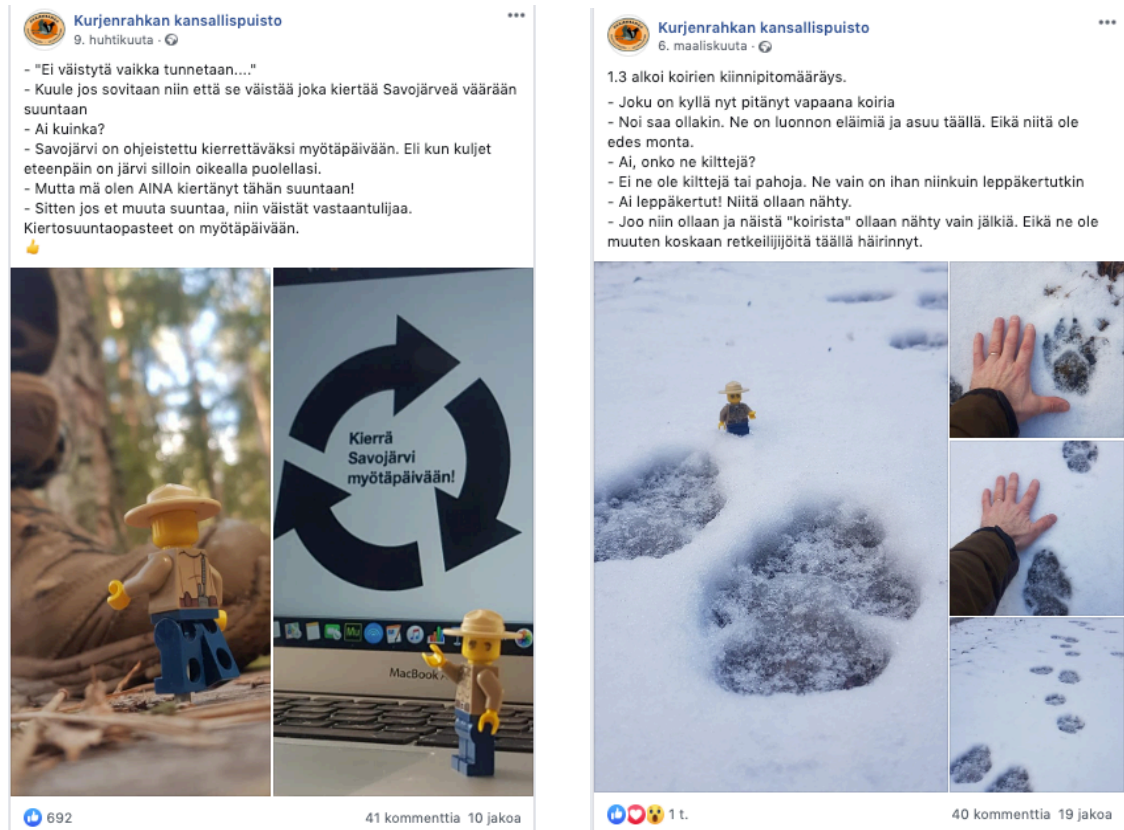 Kurjenrahkan kansallispuisto
9. huhtikuuta ·
- "Ei väistytä vaikka tunnetaan...."
- Kuule jos sovitaan niin että se väistää joka kiertää Savojärveä väärään
suuntaan
- Ai kuinka?
- Savojärvi on ohjeistettu kierrettäväksi myötäpäivään. Eli kun kuljet
eteenpäin on järvi silloin oikealla puolellasi.
- Mutta mä olen AINA kiertänyt tähän suuntaan!
- Sitten jos et muuta suuntaa, niin väistät vastaantulijaa.
Kiertosuuntaopasteet on myötäpäivään.
Kierrä
Savojärvi
myötäpäivään!
Mu
MacBook
692
41 kommenttia 10 jakoa
Kurjenrahkan kansallispuisto
6. maaliskuuta ·
1.3 alkoi koirien kiinnipitomääräys.
- Joku on kyllä nyt pitänyt vapaana koiria
- Noi saa ollakin. Ne on luonnon eläimiä ja asuu täällä. Eikä niitä ole
edes monta.
- Ai, onko ne kilttejä?
- Ei ne ole kilttejä tai pahoja. Ne vain on ihan niinkuin leppäkertutkin
- Ai leppäkertut! Niitä ollaan nähty.
- Joo niin ollaan ja näistä "koirista" ollaan nähty vain jälkiä. Eikä ne ole
muuten koskaan retkeilijijöitä täällä häirinnyt.
1 t.
40 kommenttia 19 jakoa